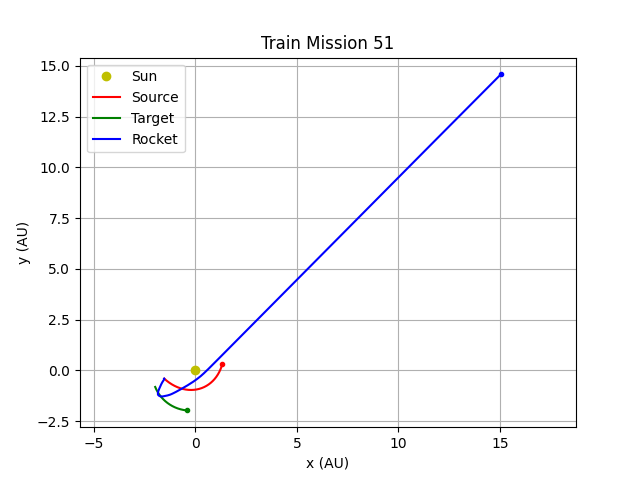 Train Mission 51
Sun
Source
Target
Rocket
15.0
12.5
10.0
7.5
5.0
2.5
0.0
−2.5
y (AU)
−5 0 5 10 15
x (AU)